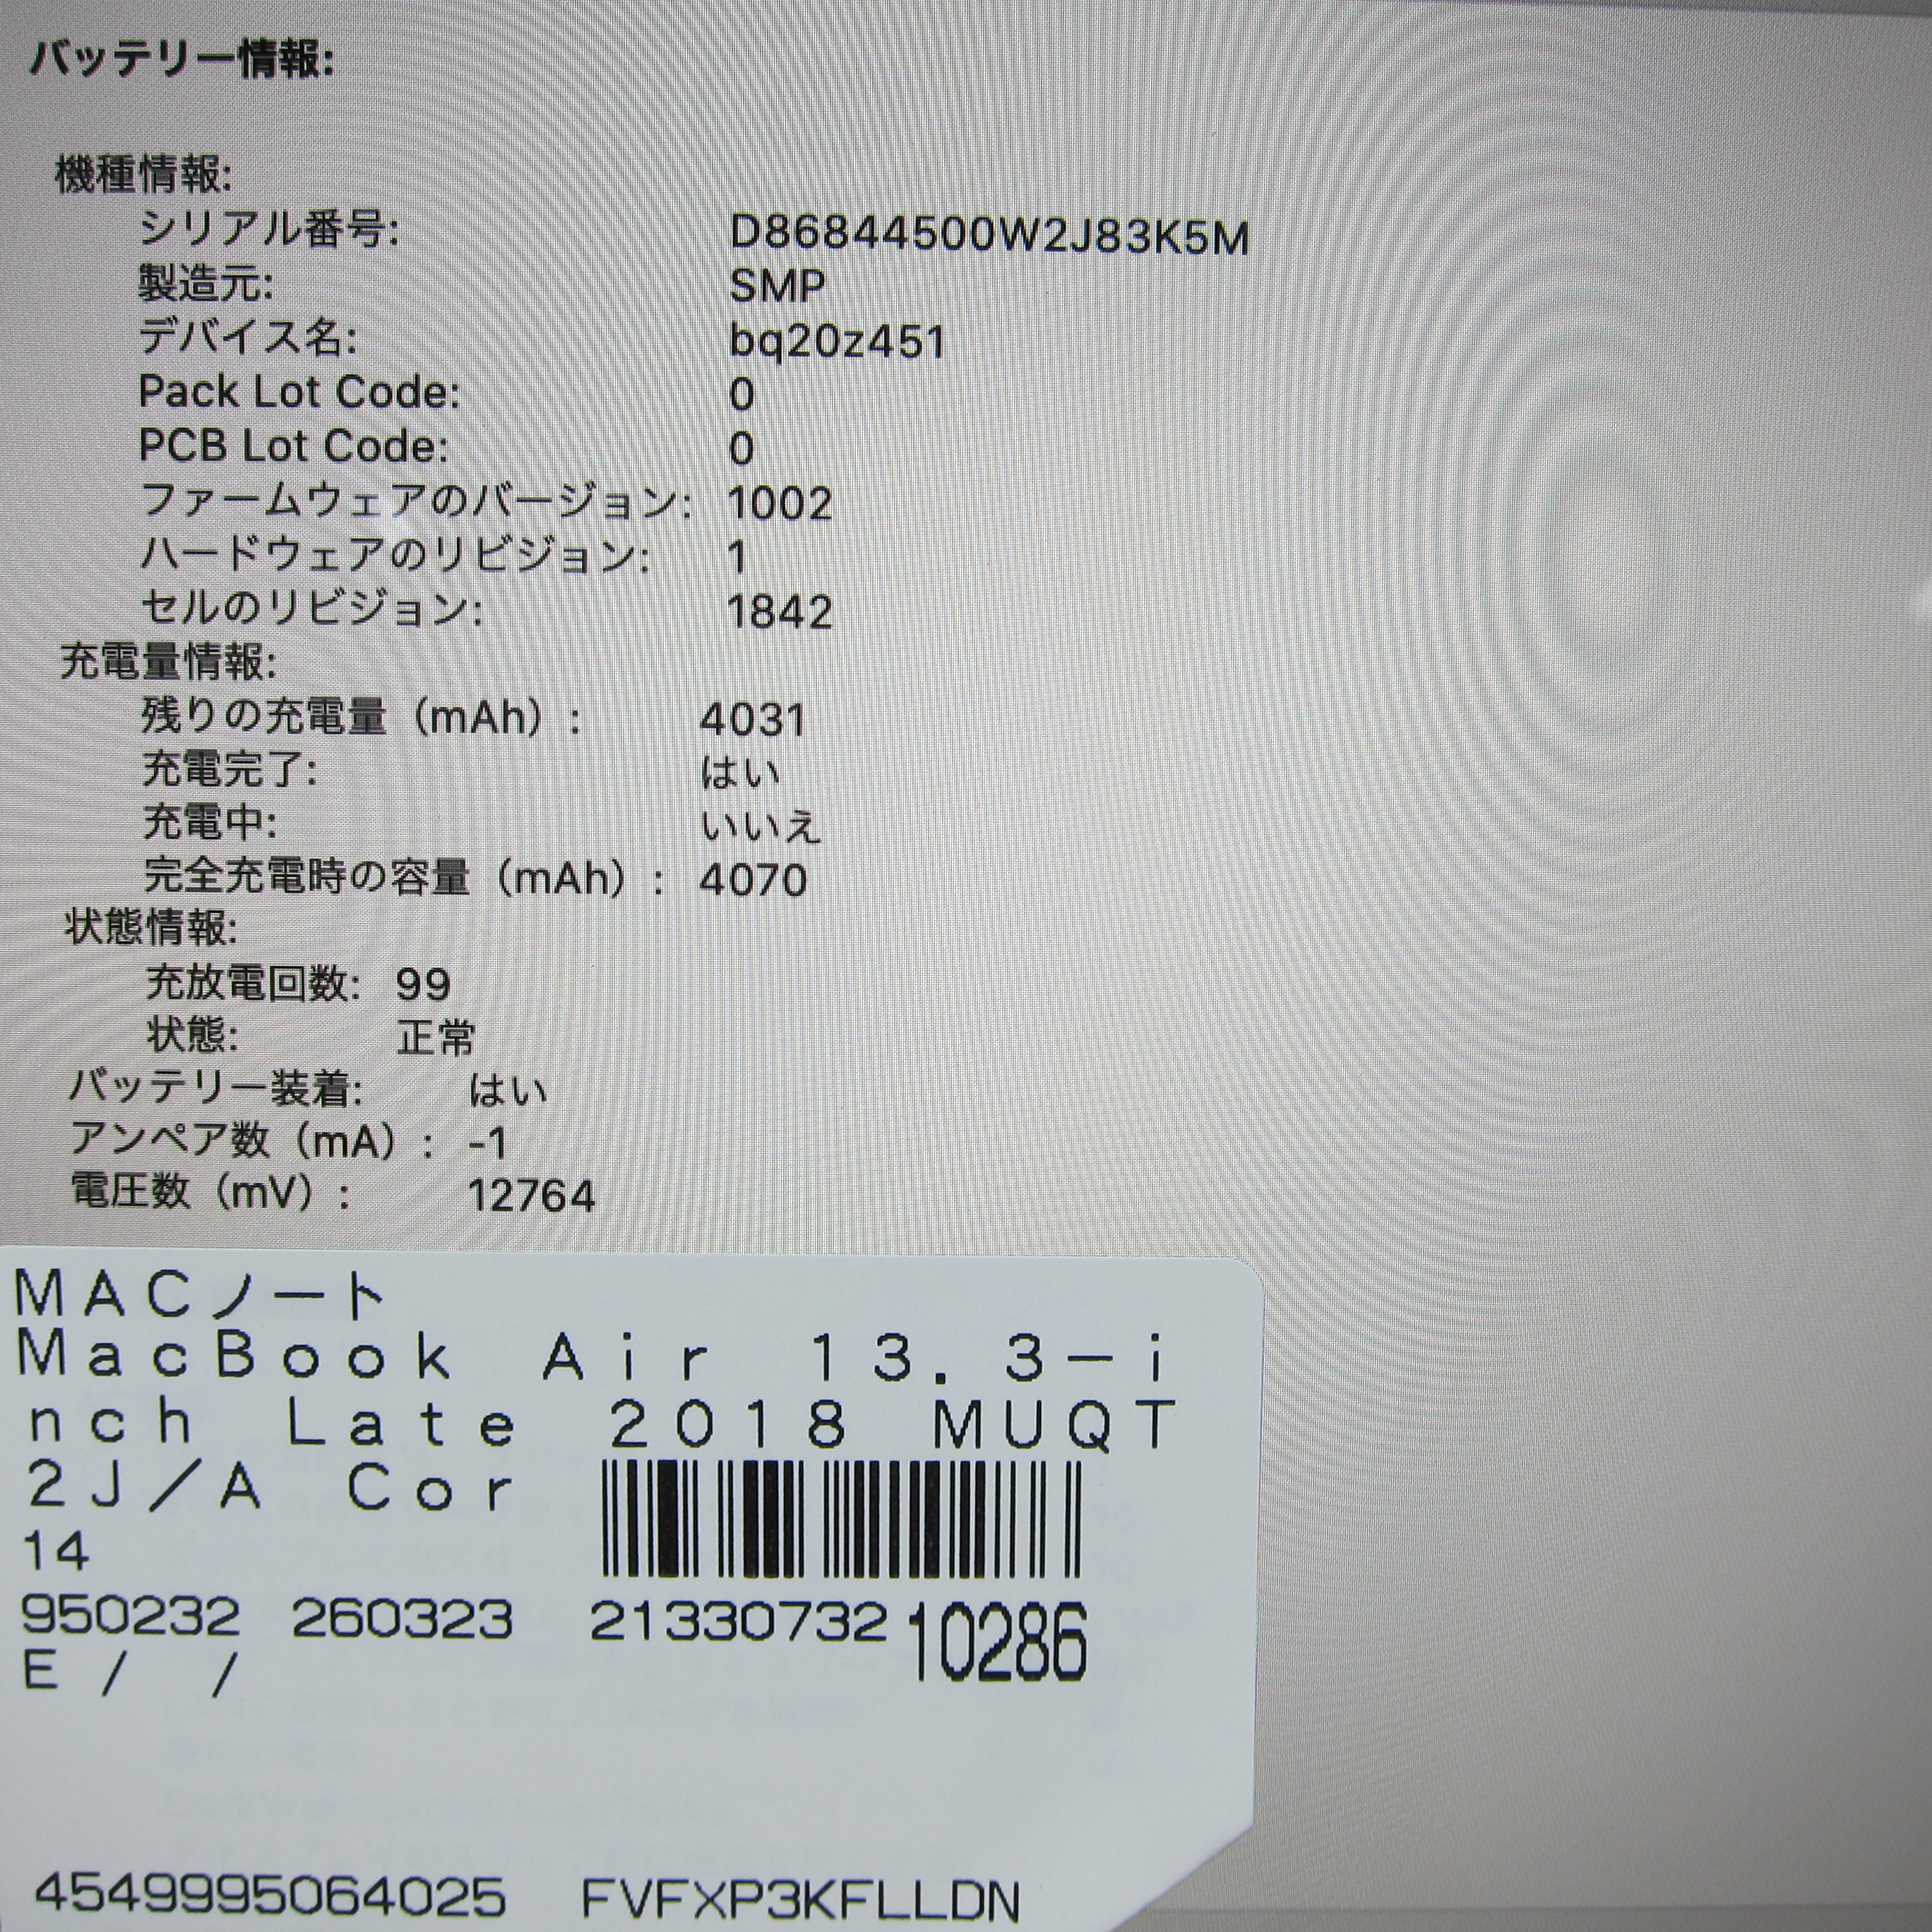 バッテリー情報:
機種情報:
シリアル番号: D86844500W2J83K5M
製造元: SMP
デバイス名: bq20z451
Pack Lot Code: 0
PCB Lot Code: 0
ファームウェアのバージョン: 1002
ハードウェアのリビジョン: 1
セルのリビジョン: 1842
充電量情報:
残りの充電量（mAh）: 4031
充電完了: はい
充電中: いいえ
完全充電時の容量（mAh）: 4070
状態情報:
充放電回数: 99
状態: 正常
バッテリー装着: はい
アンペア数（mA）: -1
電圧数（mV）: 12764
MACノート
MacBook Air 13.3-i
nch Late 2018 MUQT
2J/A Cor
14
950232 260323 21330732 10286
E / /
4549995064025 FVFXP3KFLLDN